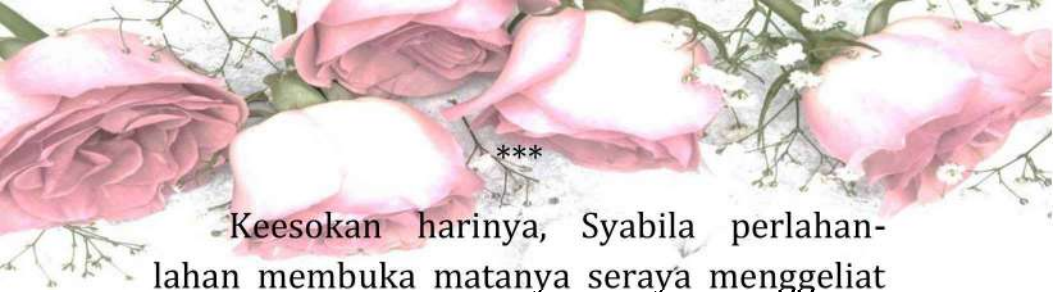 ***
Keesokan harinya, Syabila perlahan-
lahan membuka matanya seraya menggeliat